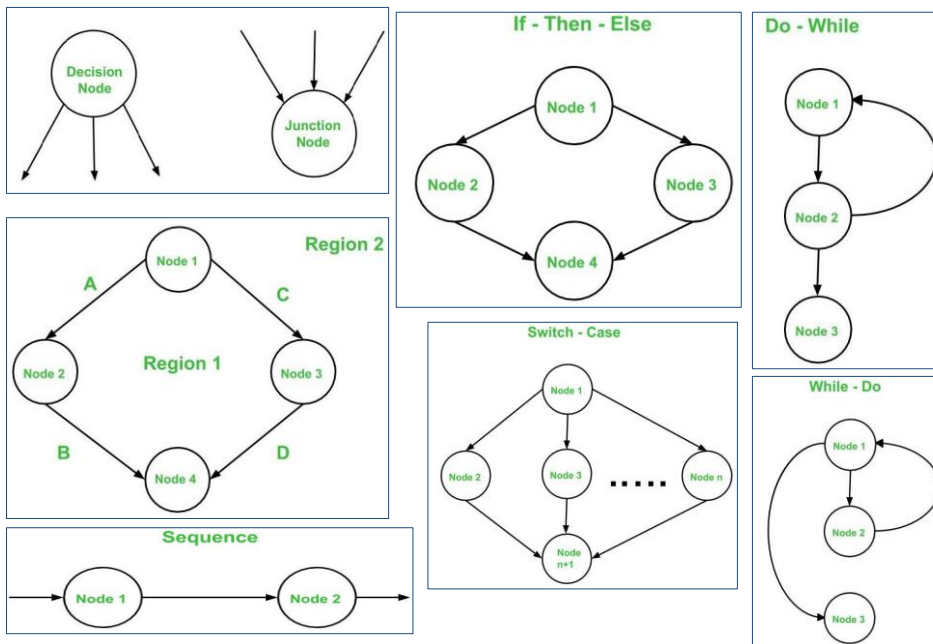 Decision
Node
Junction
Node
If - Then - Else
Node 1
Node 2
Node 3
Node 4
Do - While
Node 1
Node 2
Node 3
Region 2
Node 1
A
C
Node 2
Region 1
Node 3
B
D
Node 4
Switch - Case
Node 1
Node 2
Node 3
Node n
Node
n+1
While - Do
Node 1
Node 2
Node 3
Sequence
Node 1
Node 2